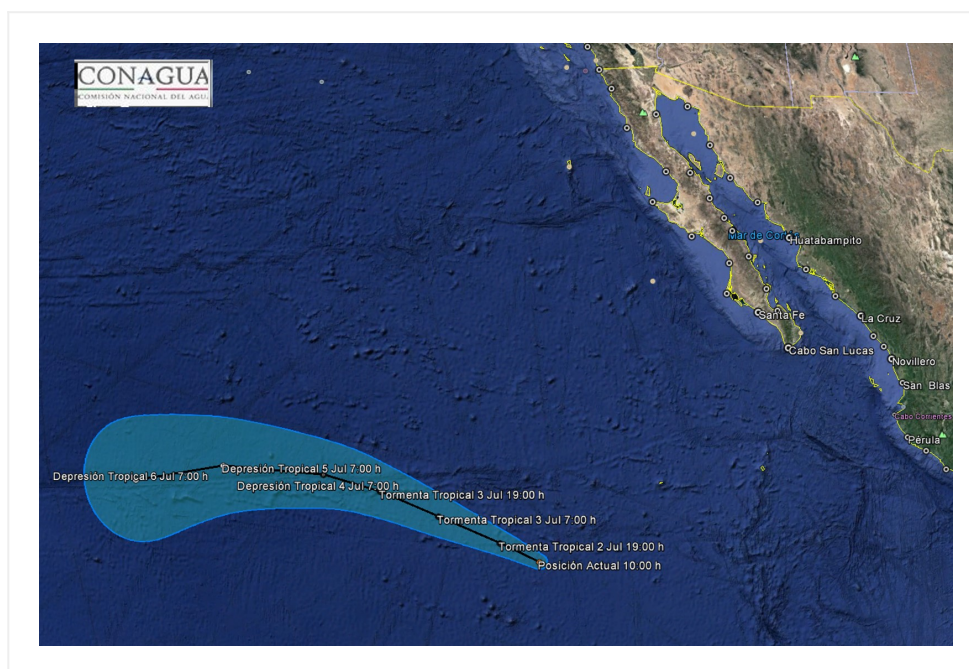 CONAGUA
COMISIÓN NACIONAL DEL AGU
Mar de Cortés
Huatabampito
Santa Fe
La Cruz
Cabo San Lucas
Novillero
San Blas
Cabo Corrientes
Pérula
Depresión Tropical 6 Jul 7:00 h
Depresión Tropical 5 Jul 7:00 h
Depresión Tropical 4 Jul 7:00 h
Tormenta Tropical 3 Jul 19:00 h
Tormenta Tropical 3 Jul 7:00 h
Tormenta Tropical 2 Jul 19:00 h
Posición Actual 10:00 h